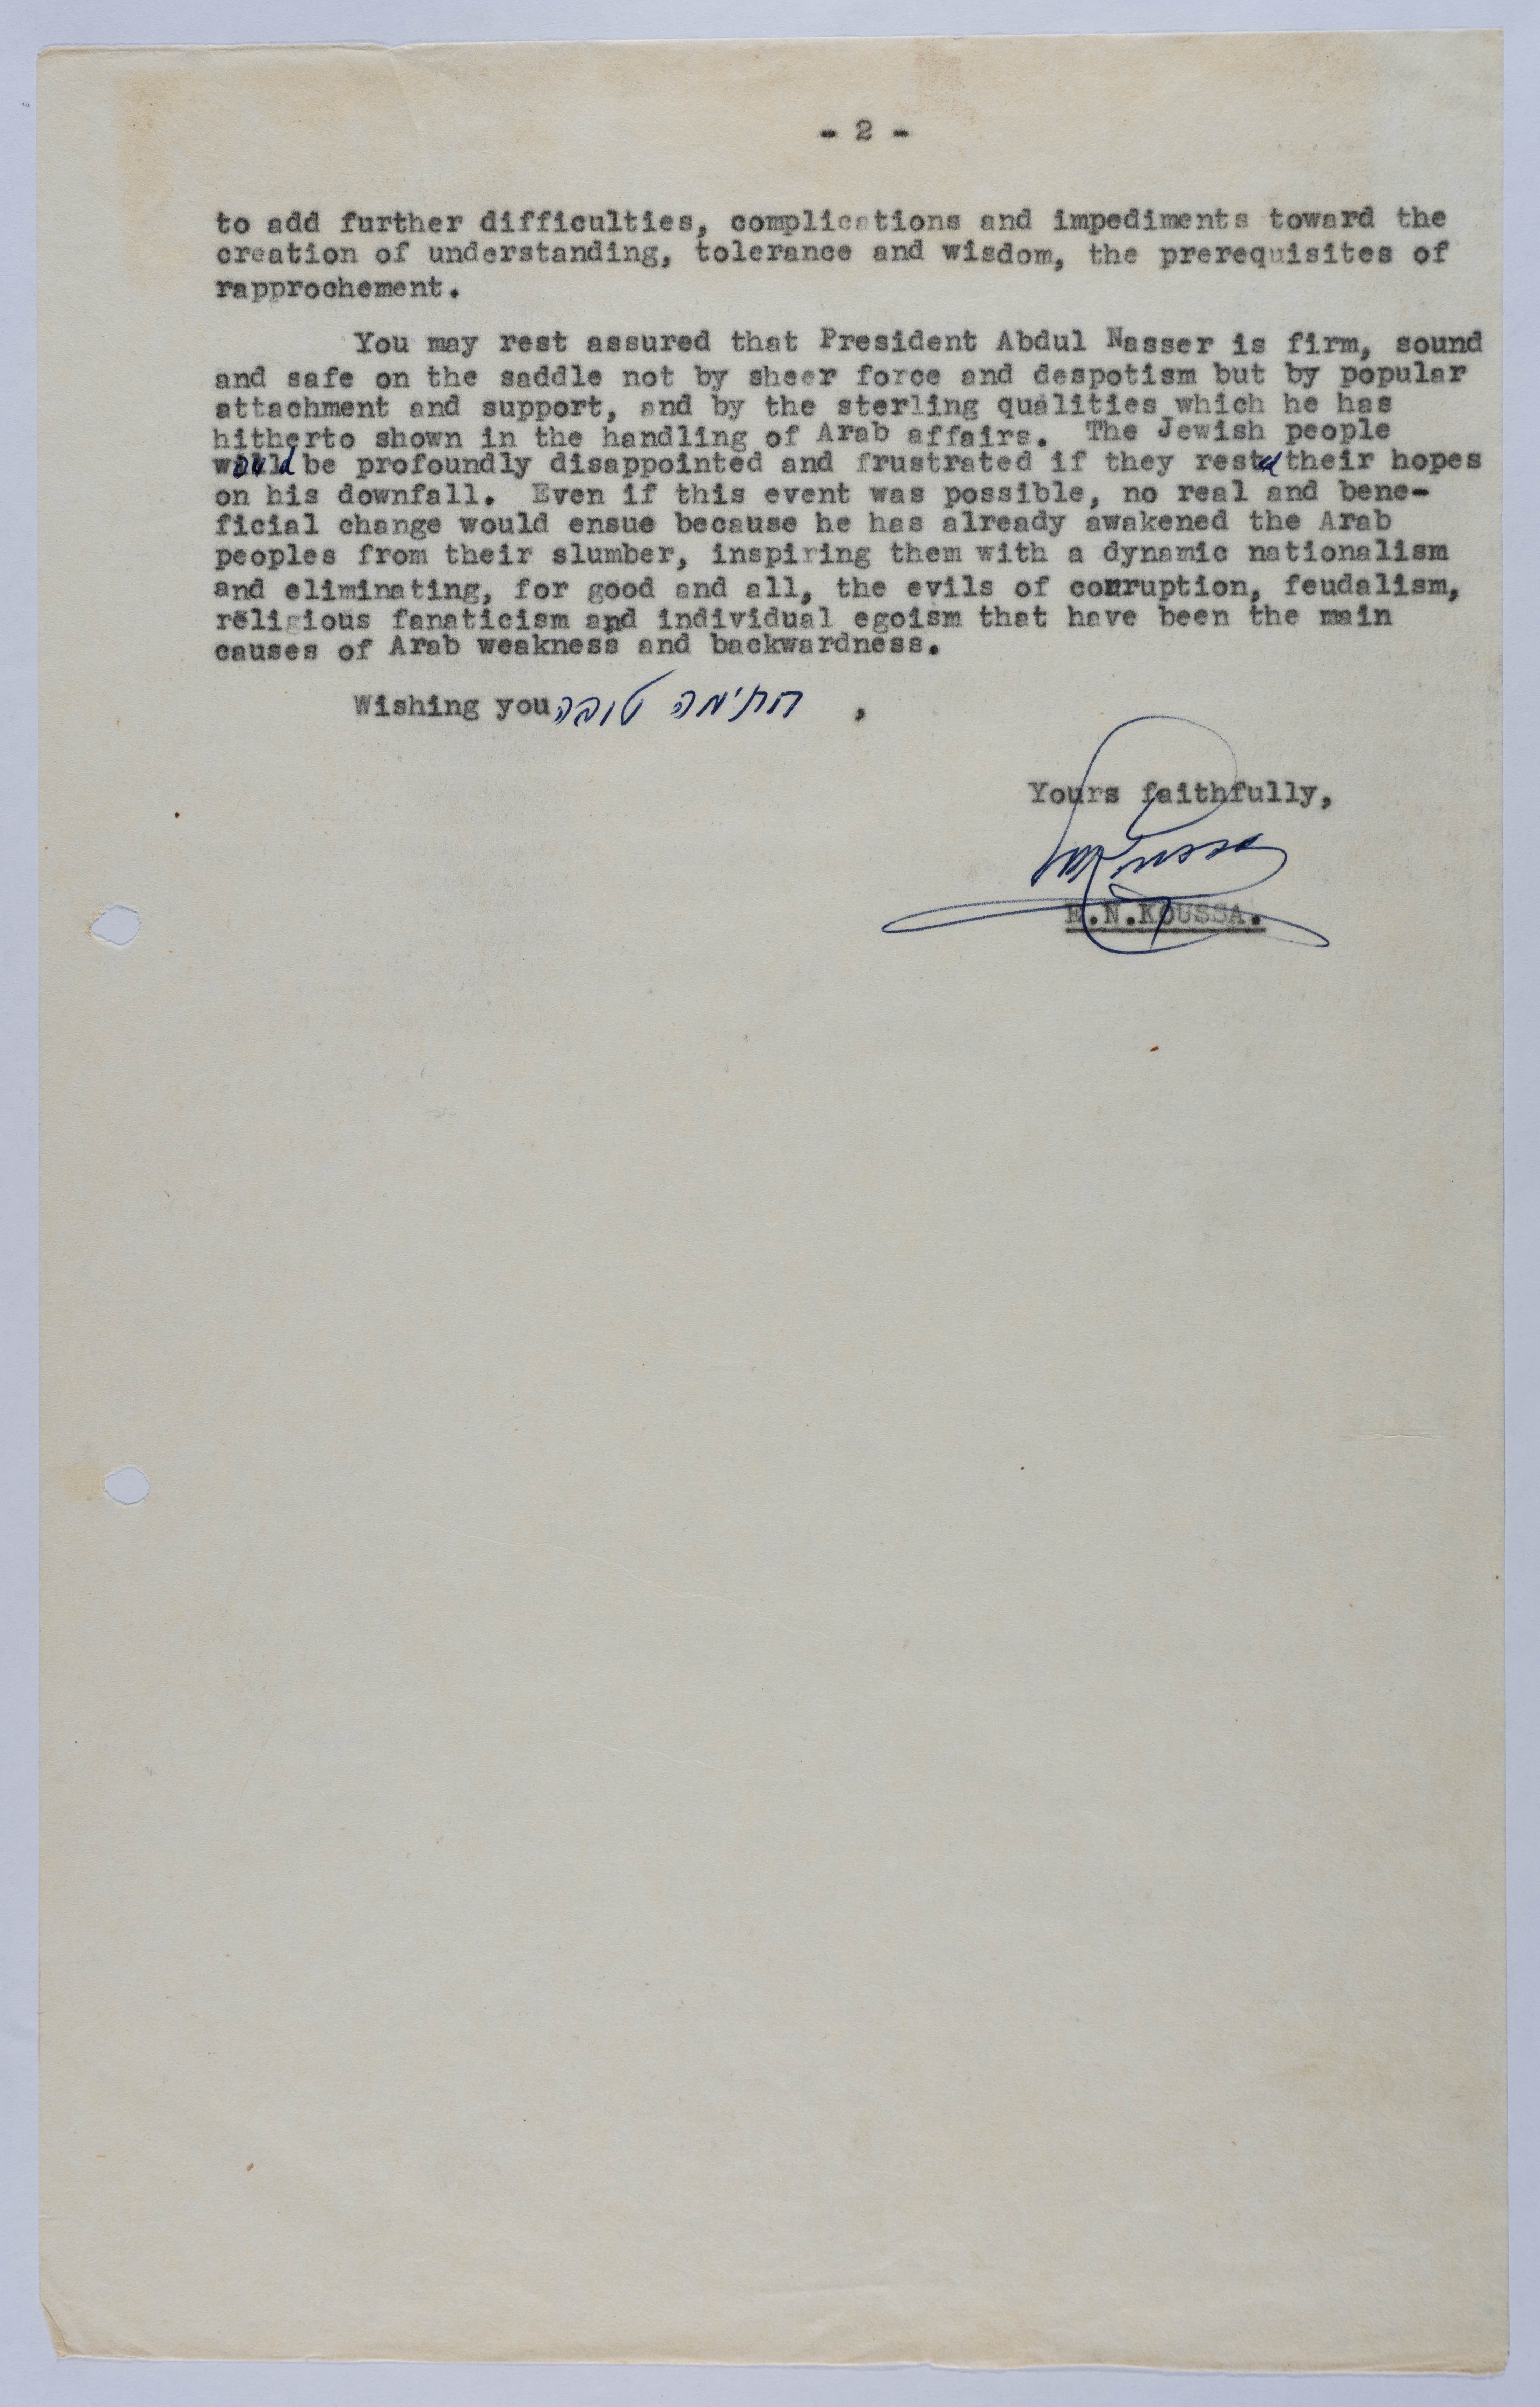 - 2 -
to add further difficulties, complications and impediments toward the
creation of understanding, tolerance and wisdom, the prerequisites of
rapprochement.
You may rest assured that President Abdul Nasser is firm, sound
and safe on the saddle not by sheer force and despotism but by popular
attachment and support, and by the sterling qualities which he has
hitherto shown in the handling of Arab affairs. The Jewish people
would be profoundly disappointed and frustrated if they rested their hopes
on his downfall. Even if this event was possible, no real and bene-
ficial change would ensue because he has already awakened the Arab
peoples from their slumber, inspiring them with a dynamic nationalism
and eliminating, for good and all, the evils of corruption, feudalism,
religious fanaticism and individual egoism that have been the main
causes of Arab weakness and backwardness.
Wishing you חתימה טובה ,
Yours faithfully,
Koussa
E.N.KOUSSA.